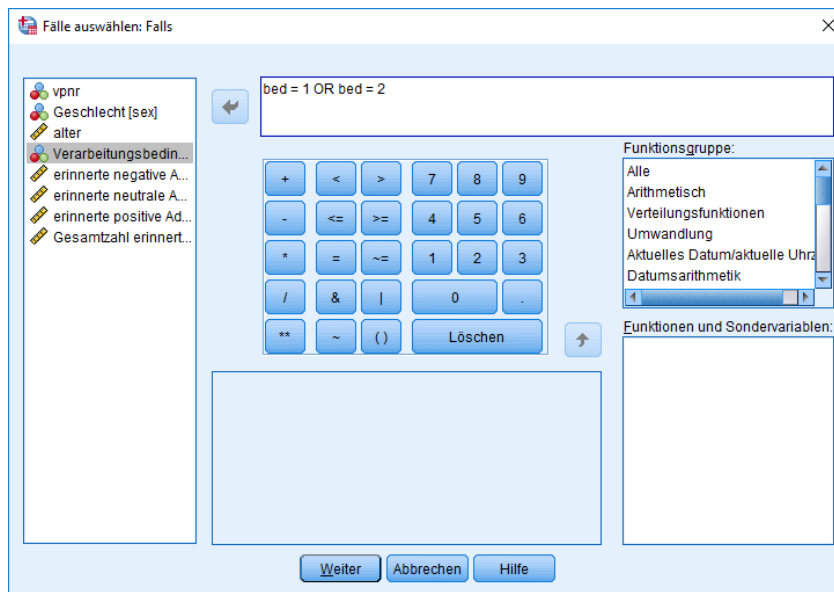 Fälle auswählen: Falls
vpnr
Geschlecht [sex]
alter
Verarbeitungsbedin...
erinnerte negative A...
erinnerte neutrale A...
erinnerte positive Ad...
Gesamtzahl erinnert...
bed = 1 OR bed = 2
+ < > 7 8 9
- <= >= 4 5 6
* = ~= 1 2 3
/ & | 0 .
** ~ ( ) Löschen
Funktionsgruppe:
Alle
Arithmetisch
Verteilungsfunktionen
Umwandlung
Aktuelles Datum/aktuelle Uhrz
Datumsarithmetik
Funktionen und Sondervariablen:
Weiter Abbrechen Hilfe